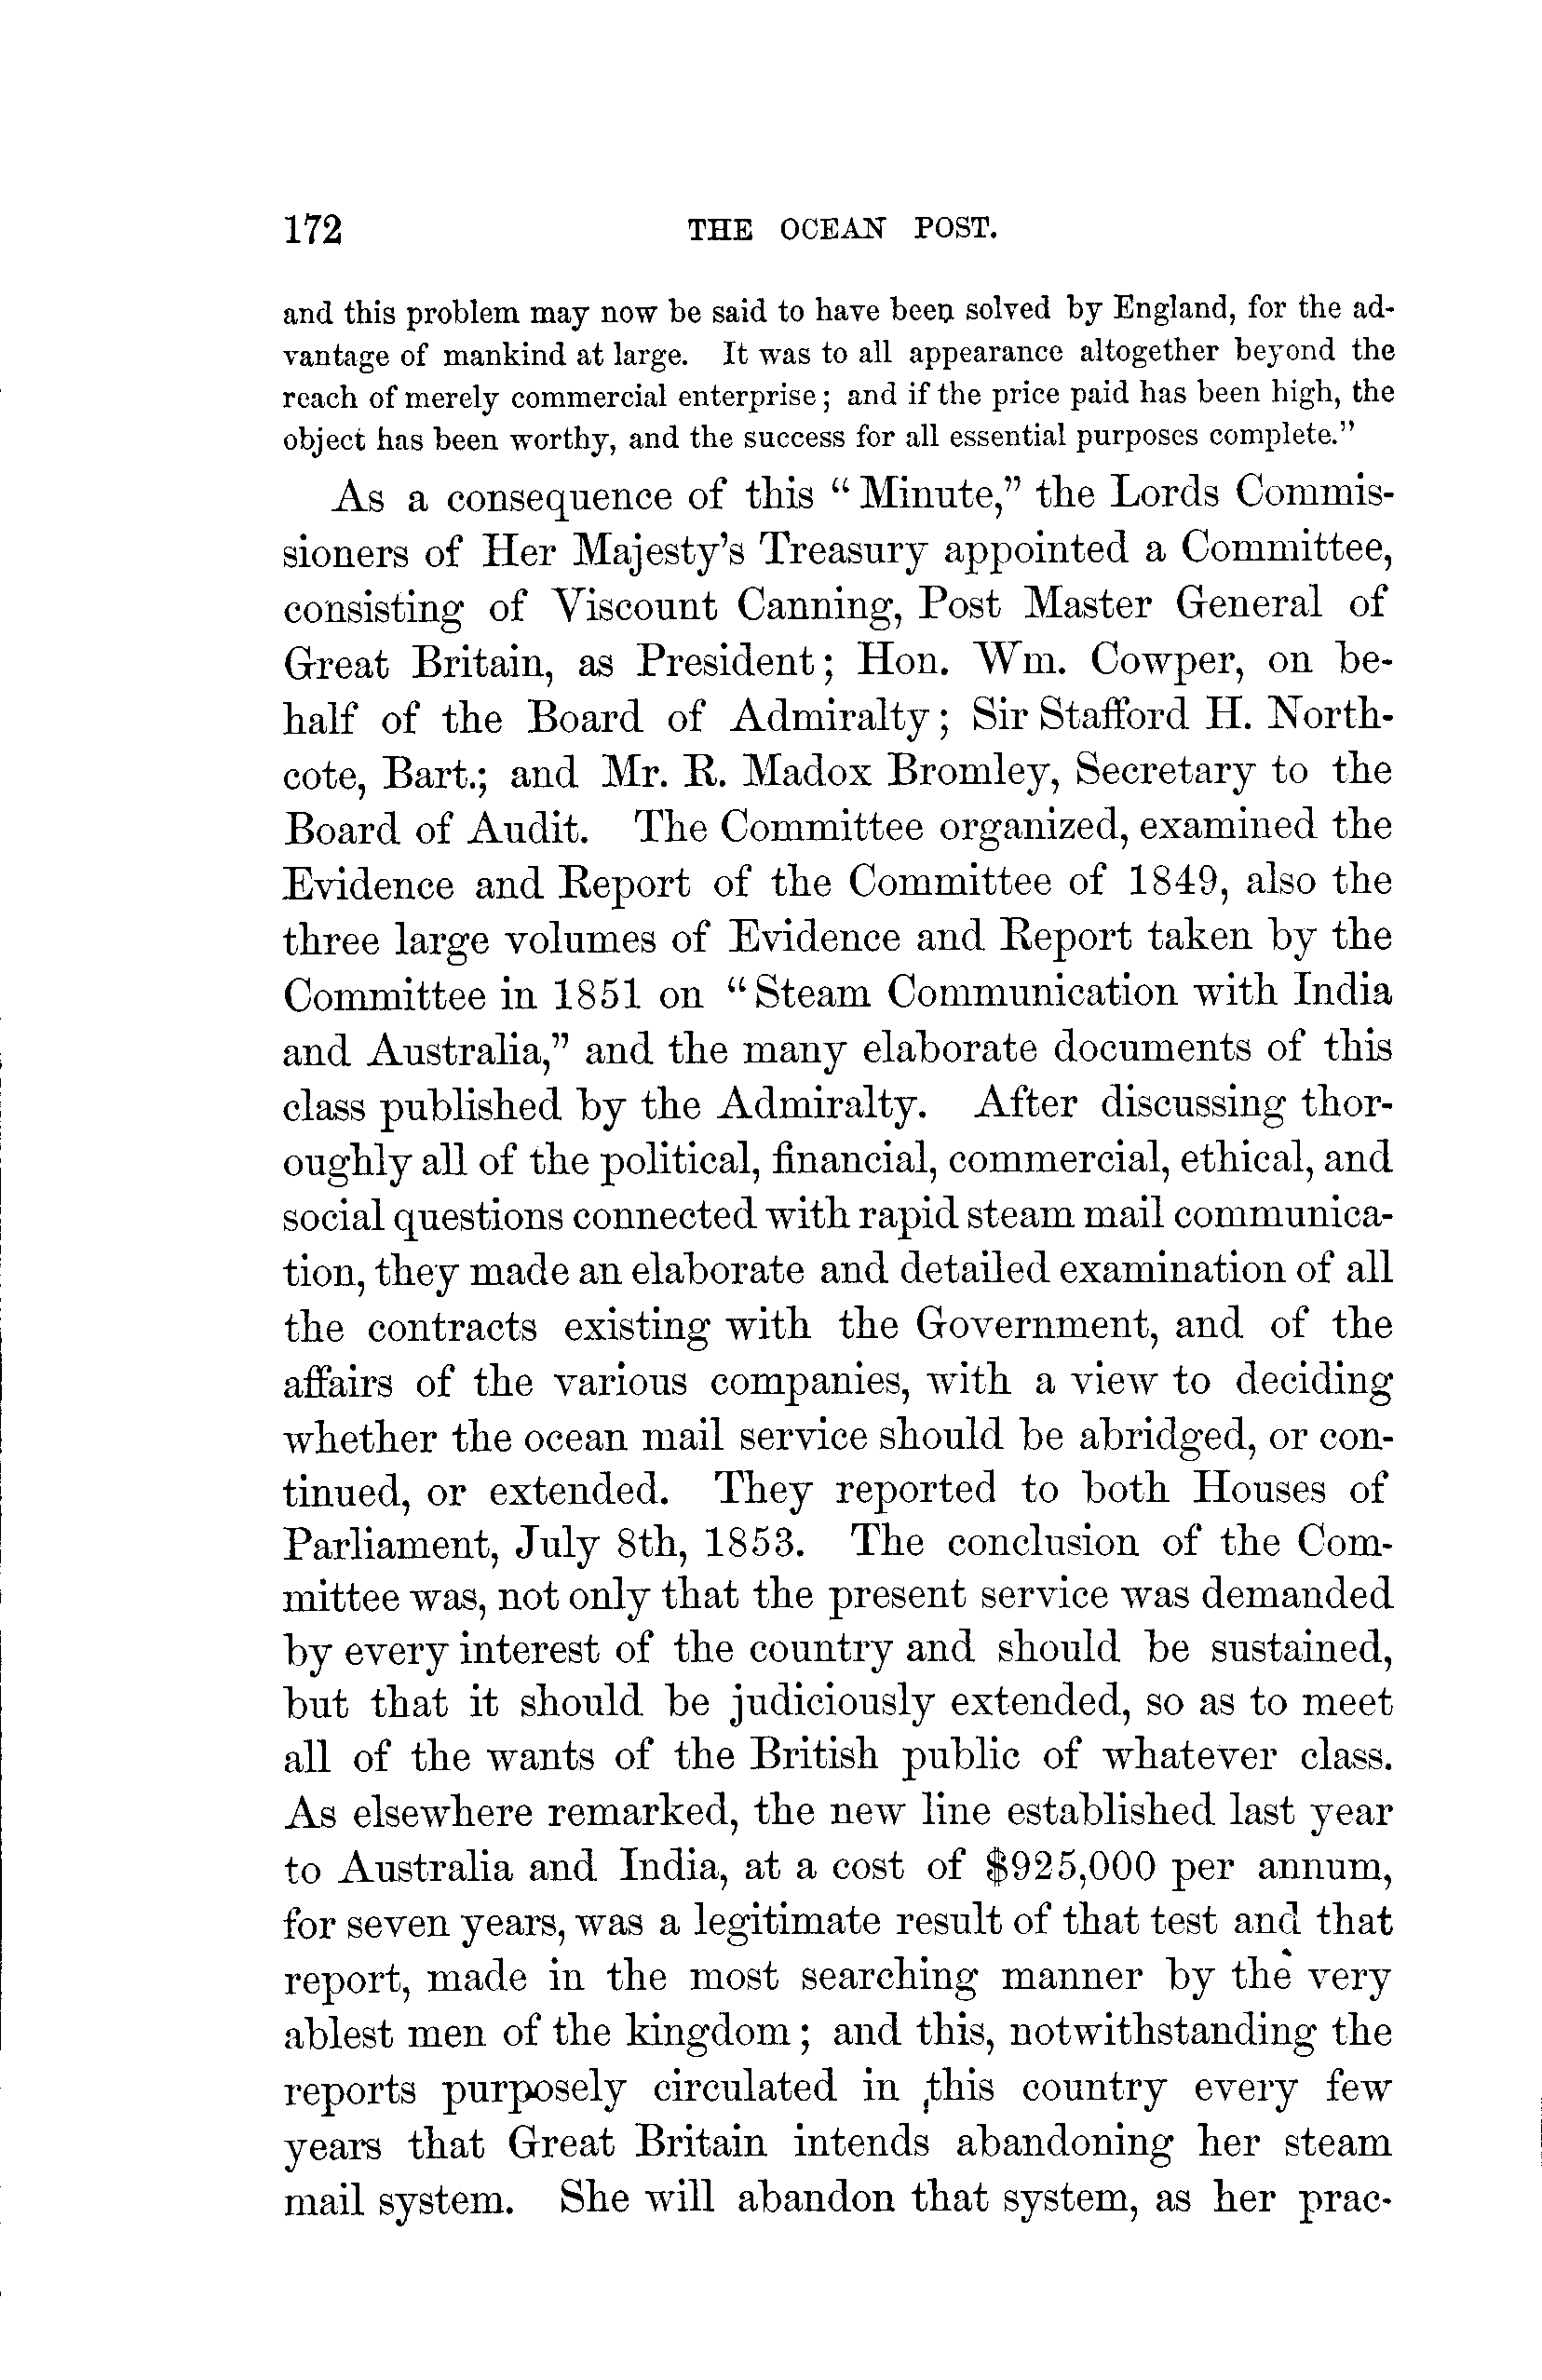 172 THE OCEAN POST.
and this problem may now be said to have been solved by England, for the ad-
vantage of mankind at large. It was to all appearance altogether beyond the
reach of merely commercial enterprise; and if the price paid has been high, the
object has been worthy, and the success for all essential purposes complete.”
As a consequence of this “Minute,” the Lords Commis-
sioners of Her Majesty’s Treasury appointed a Committee,
consisting of Viscount Canning, Post Master General of
Great Britain, as President; Hon. Wm. Cowper, on be-
half of the Board of Admiralty; Sir Stafford H. North-
cote, Bart.; and Mr. R. Madox Bromley, Secretary to the
Board of Audit. The Committee organized, examined the
Evidence and Report of the Committee of 1849, also the
three large volumes of Evidence and Report taken by the
Committee in 1851 on “Steam Communication with India
and Australia,” and the many elaborate documents of this
class published by the Admiralty. After discussing thor-
oughly all of the political, financial, commercial, ethical, and
social questions connected with rapid steam mail communica-
tion, they made an elaborate and detailed examination of all
the contracts existing with the Government, and of the
affairs of the various companies, with a view to deciding
whether the ocean mail service should be abridged, or con-
tinued, or extended. They reported to both Houses of
Parliament, July 8th, 1853. The conclusion of the Com-
mittee was, not only that the present service was demanded
by every interest of the country and should be sustained,
but that it should be judiciously extended, so as to meet
all of the wants of the British public of whatever class.
As elsewhere remarked, the new line established last year
to Australia and India, at a cost of $925,000 per annum,
for seven years, was a legitimate result of that test and that
report, made in the most searching manner by the very
ablest men of the kingdom; and this, notwithstanding the
reports purposely circulated in this country every few
years that Great Britain intends abandoning her steam
mail system. She will abandon that system, as her prac-